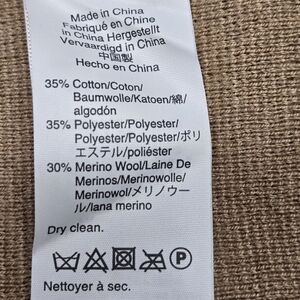 Made in China
Fabriqué en Chine
In China Hergestellt
Vervaardigd in China
中国製
Hecho en China
35% Cotton/Coton/
Baumwolle/Katoen/綿/
algodón
35% Polyester/Polyester/
Polyester/Polyester/ポリ
エステル/poliéster
30% Merino Wool/Laine De
Merinos/Merinowolle/
Merinowol/メリノウー
ル/lana merino
Dry clean.
P
Nettoyer à sec.